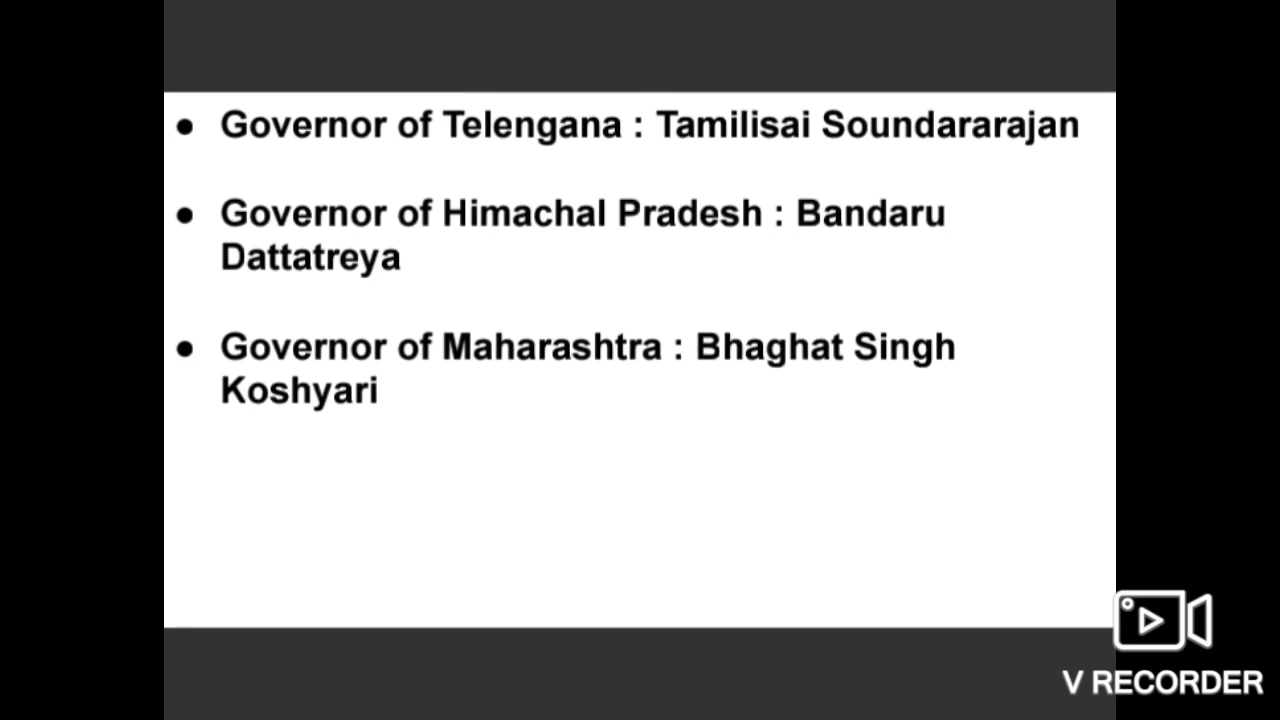 ● Governor of Telengana : Tamilisai Soundararajan
● Governor of Himachal Pradesh : Bandaru
Dattatreya
● Governor of Maharashtra : Bhaghat Singh
Koshyari
V RECORDER